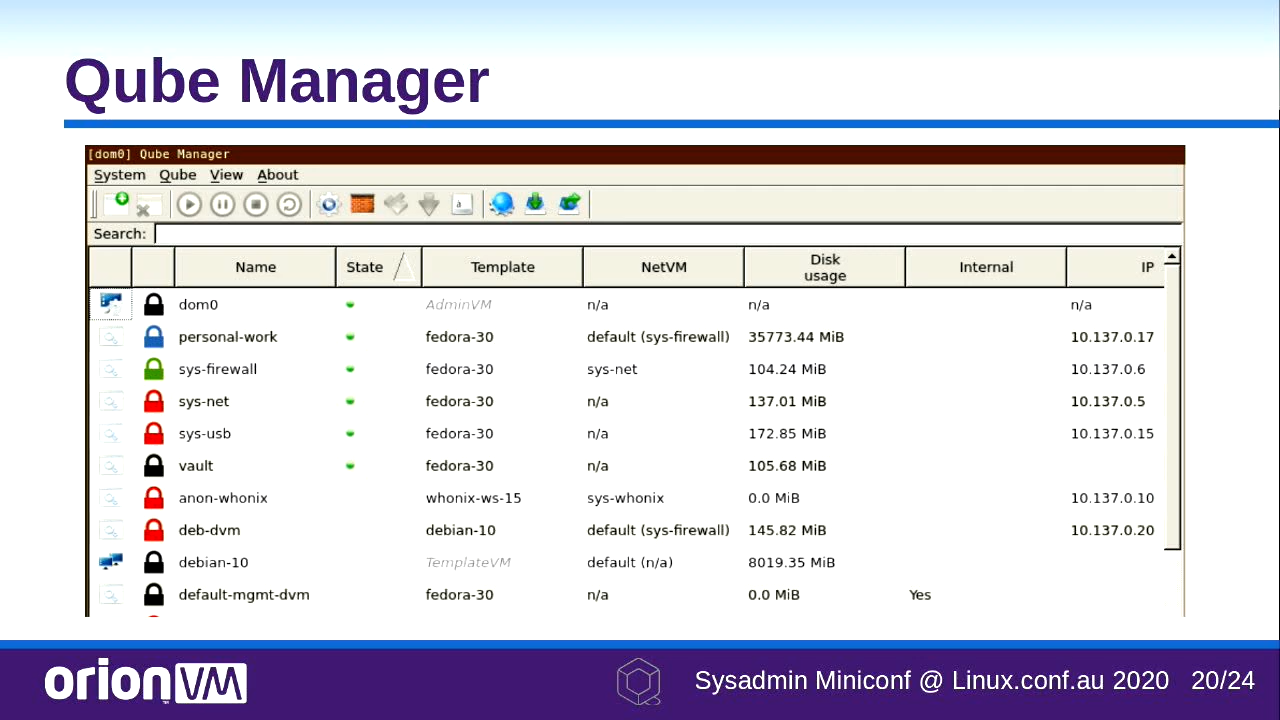 Qube Manager
[dom0] Qube Manager
System Qube View About
Search:
Name State Template NetVM Disk usage Internal IP
dom0 AdminVM n/a n/a n/a
personal-work fedora-30 default (sys-firewall) 35773.44 MiB 10.137.0.17
sys-firewall fedora-30 sys-net 104.24 MiB 10.137.0.6
sys-net fedora-30 n/a 137.01 MiB 10.137.0.5
sys-usb fedora-30 n/a 172.85 MiB 10.137.0.15
vault fedora-30 n/a 105.68 MiB
anon-whonix whonix-ws-15 sys-whonix 0.0 MiB 10.137.0.10
deb-dvm debian-10 default (sys-firewall) 145.82 MiB 10.137.0.20
debian-10 TemplateVM default (n/a) 8019.35 MiB
default-mgmt-dvm fedora-30 n/a 0.0 MiB Yes
orionVM Sysadmin Miniconf @ Linux.conf.au 2020 20/24